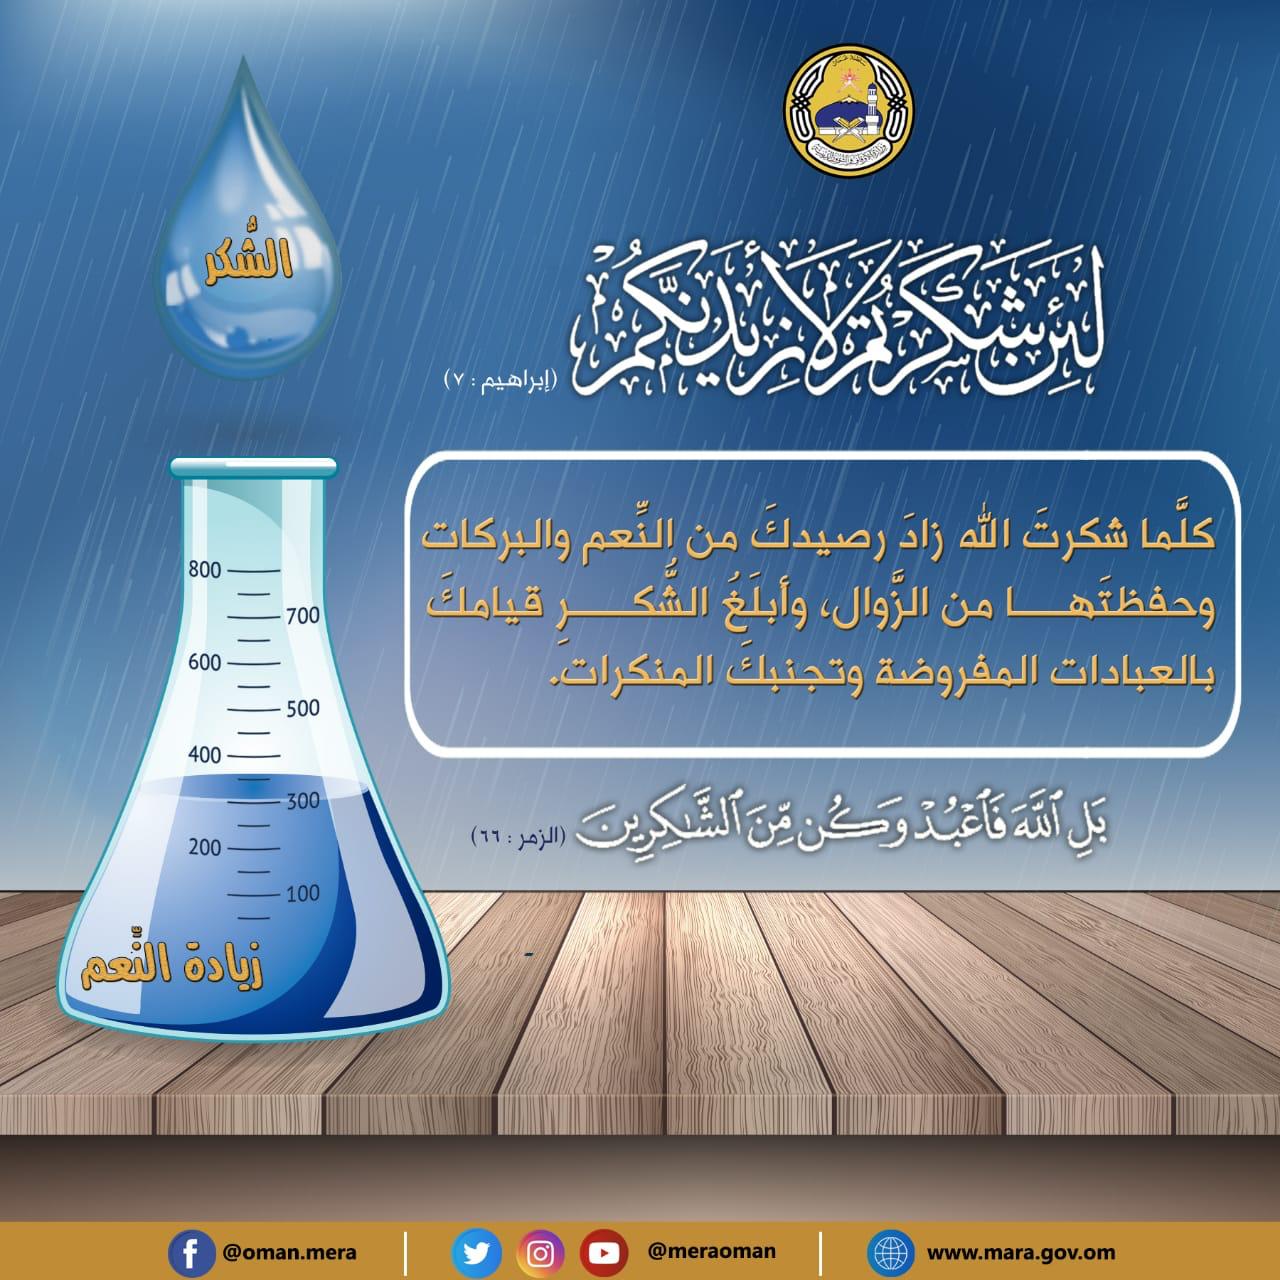 الشُّكر
لَئِن شَكَرْتُمْ لَأَزِيدَنَّكُمْ (إبراهيم : ٧)
كلَّما شكرتَ الله زادَ رصيدكَ من النِّعم والبركات
وحفظتَهـــا من الزَّوال، وأبلَغُ الشُّكـــــرِ قيامكَ
بالعبادات المفروضة وتجنبكَ المنكرات.
بَلِ ٱللَّهَ فَٱعْبُدْ وَكُن مِّنَ ٱلشَّـٰكِرِينَ (الزمر : ٦٦)
800
700
600
500
400
300
200
100
زيادة النِّعم
@oman.mera
@meraoman
www.mara.gov.om